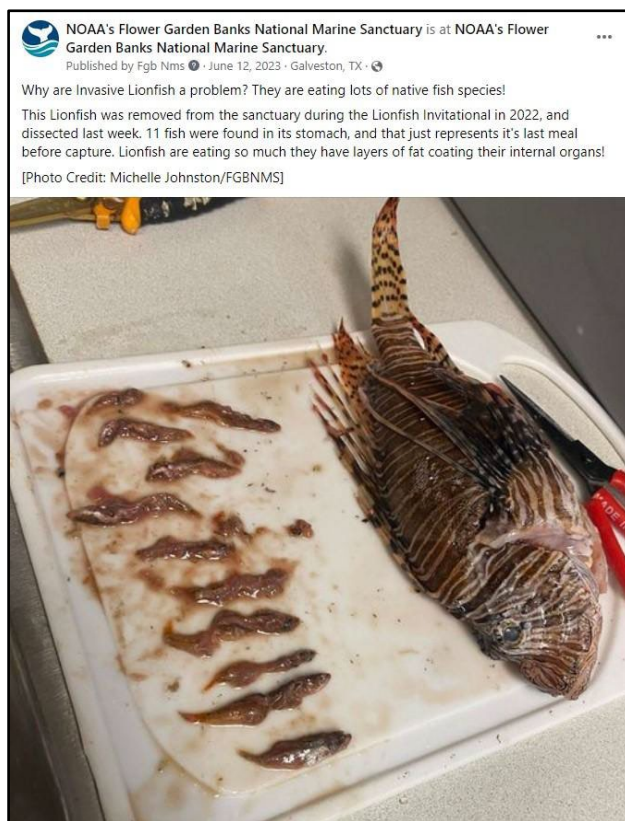 NOAA's Flower Garden Banks National Marine Sanctuary is at NOAA's Flower
Garden Banks National Marine Sanctuary.
Published by Fgb Nms · June 12, 2023 · Galveston, TX ·
Why are Invasive Lionfish a problem? They are eating lots of native fish species!
This Lionfish was removed from the sanctuary during the Lionfish Invitational in 2022, and
dissected last week. 11 fish were found in its stomach, and that just represents it's last meal
before capture. Lionfish are eating so much they have layers of fat coating their internal organs!
[Photo Credit: Michelle Johnston/FGBNMS]
MADE IN